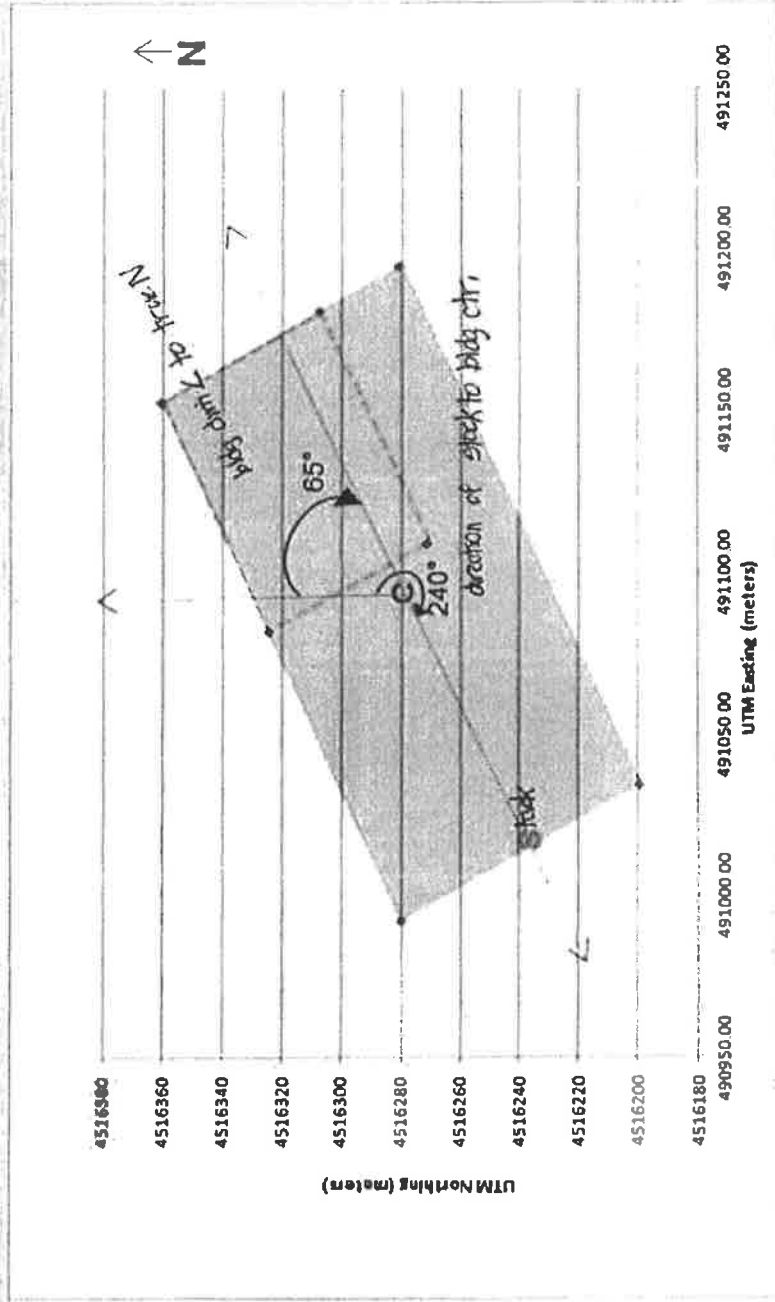 N
bldg dim ∠ to true N
65°
C
240°
direction of stack to bldg ctr.
Stack
4516380
4516360
4516340
4516320
4516300
4516280
4516260
4516240
4516220
4516200
4516180
UTM Northing (meters)
490950.00
491000.00
491050.00
491100.00
491150.00
491200.00
491250.00
UTM Easting (meters)